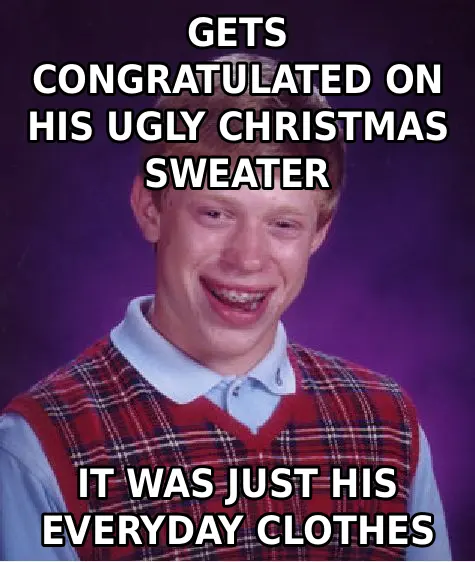 GETS
CONGRATULATED ON
HIS UGLY CHRISTMAS
SWEATER
IT WAS JUST HIS
EVERYDAY CLOTHES